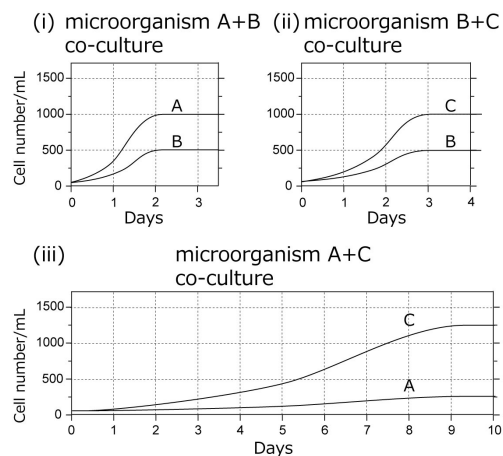 (i) microorganism A+B
co-culture
Cell number/mL
1500
1000
500
0
A
B
0 1 2 3
Days
(ii) microorganism B+C
co-culture
1500
1000
500
0
C
B
0 1 2 3 4
Days
(iii) microorganism A+C
co-culture
Cell number/mL
1500
1000
500
0
C
A
0 1 2 3 4 5 6 7 8 9 10
Days